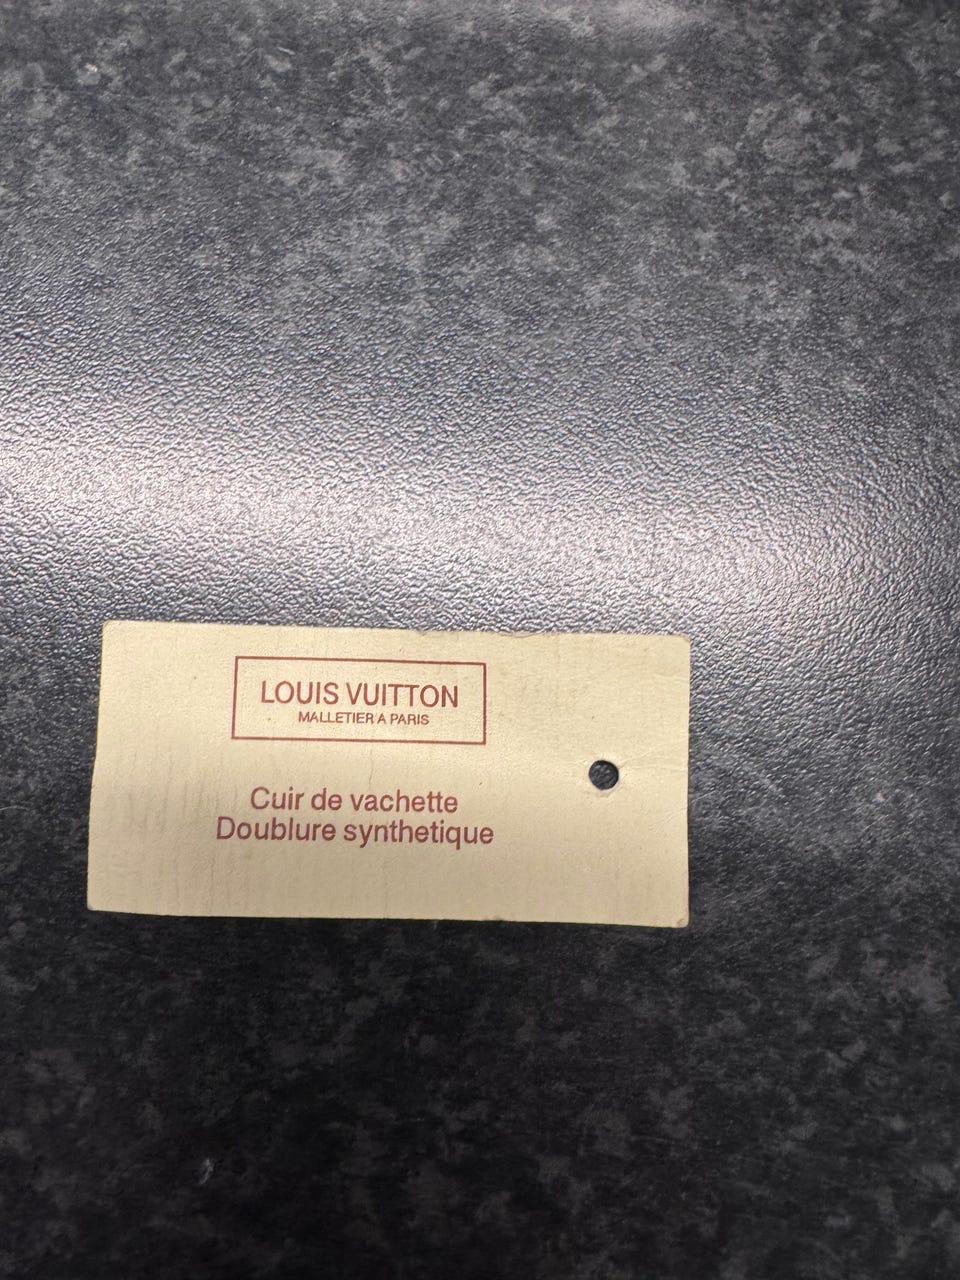 LOUIS VUITTON
MALLETIER A PARIS
Cuir de vachette
Doublure synthetique